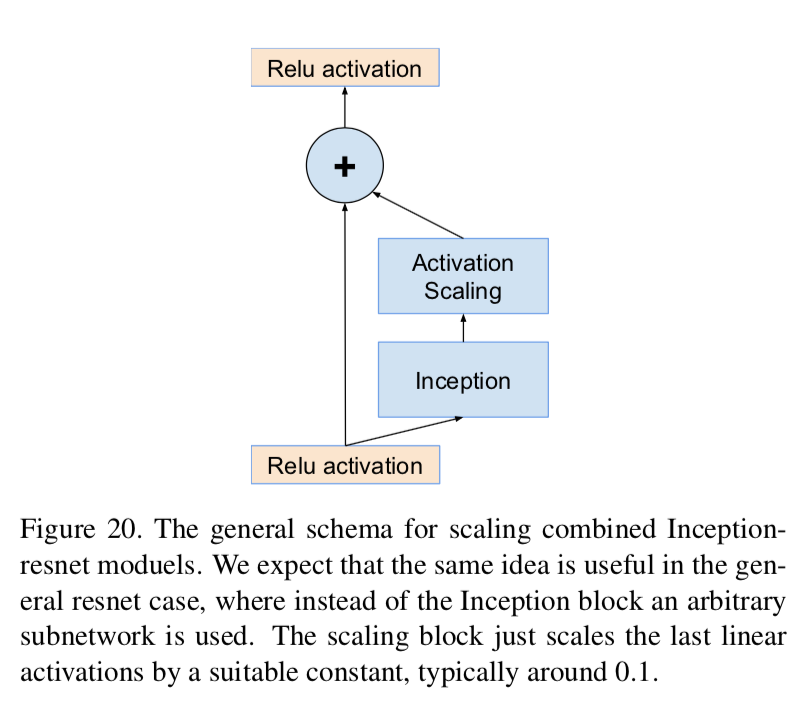 Relu activation
+
Activation
Scaling
Inception
Relu activation
Figure 20. The general schema for scaling combined Inception-
resnet moduels. We expect that the same idea is useful in the gen-
eral resnet case, where instead of the Inception block an arbitrary
subnetwork is used. The scaling block just scales the last linear
activations by a suitable constant, typically around 0.1.